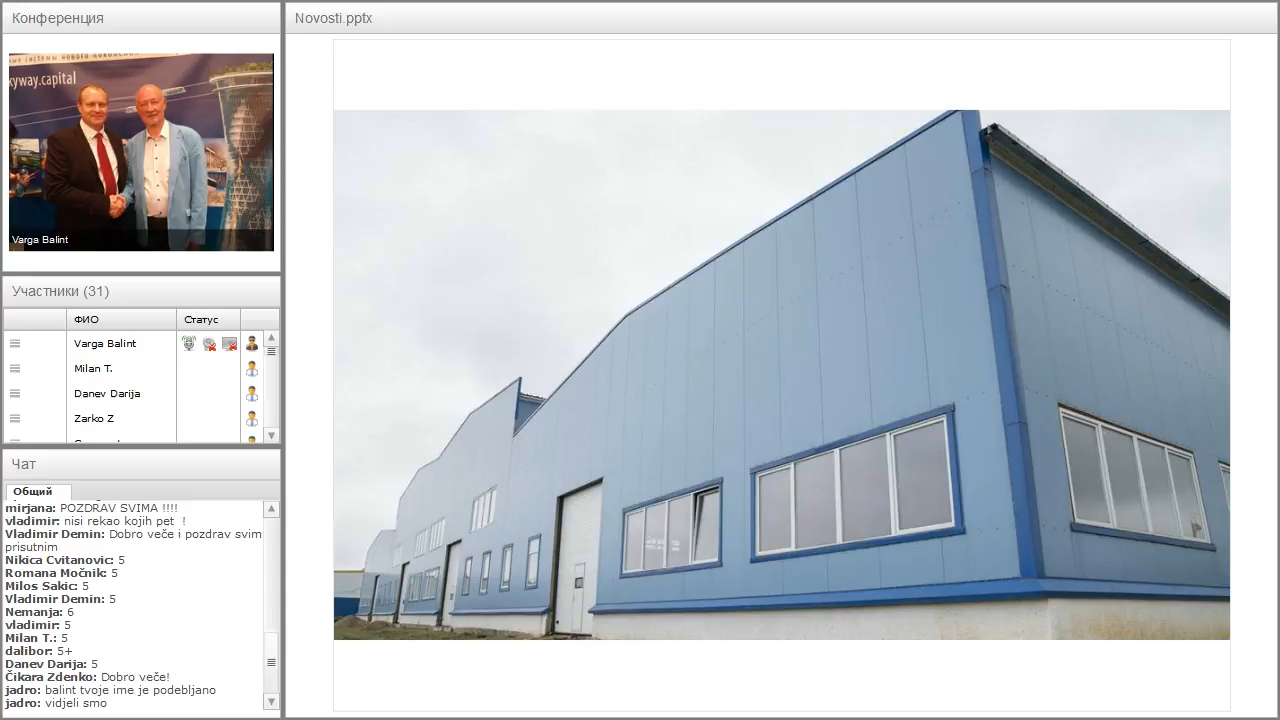 Конференция
Novosti.pptx
kyway.capital
Varga Balint
Участники (31)
ФИО
Статус
Varga Balint
Milan T.
Danev Darija
Zarko Z
Чат
Общий
mirjana: POZDRAV SVIMA !!!!
vladimir: nisi rekao kojih pet  !
Vladimir Demin: Dobro veče i pozdrav svim
prisutnim
Nikica Cvitanovic: 5
Romana Močnik: 5
Milos Sakic: 5
Vladimir Demin: 5
Nemanja: 6
vladimir: 5
Milan T.: 5
dalibor: 5+
Danev Darija: 5
Čikara Zdenko: Dobro veče!
jadro: balint tvoje ime je podebljano
jadro: vidjeli smo